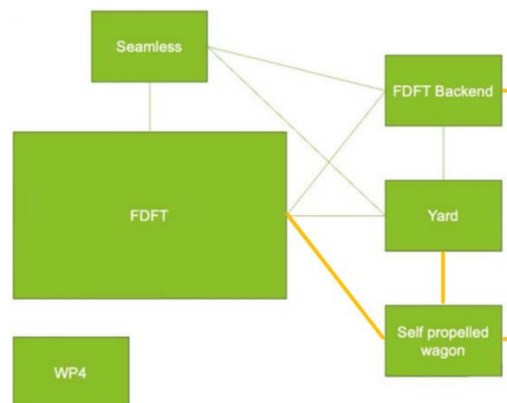 Seamless
FDFT Backend
FDFT
Yard
Self propelled
wagon
WP4